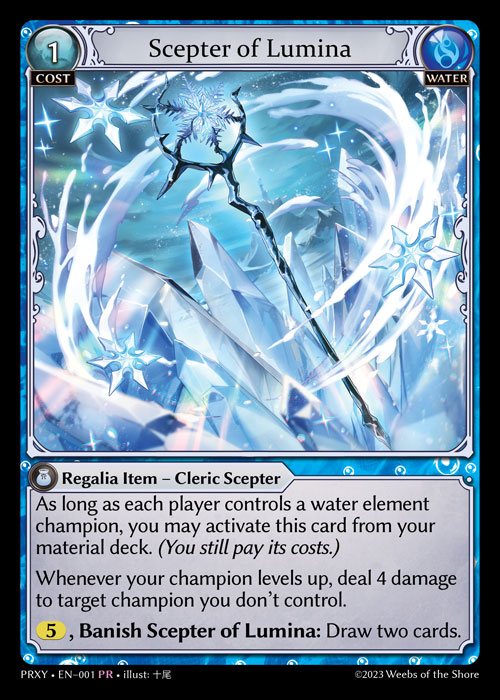 1
Scepter of Lumina
COST
WATER
Regalia Item – Cleric Scepter
As long as each player controls a water element
champion, you may activate this card from your
material deck. (You still pay its costs.)
Whenever your champion levels up, deal 4 damage
to target champion you don't control.
5 , Banish Scepter of Lumina: Draw two cards.
PRXY • EN–001 PR • illust: 十尾
©2023 Weebs of the Shore